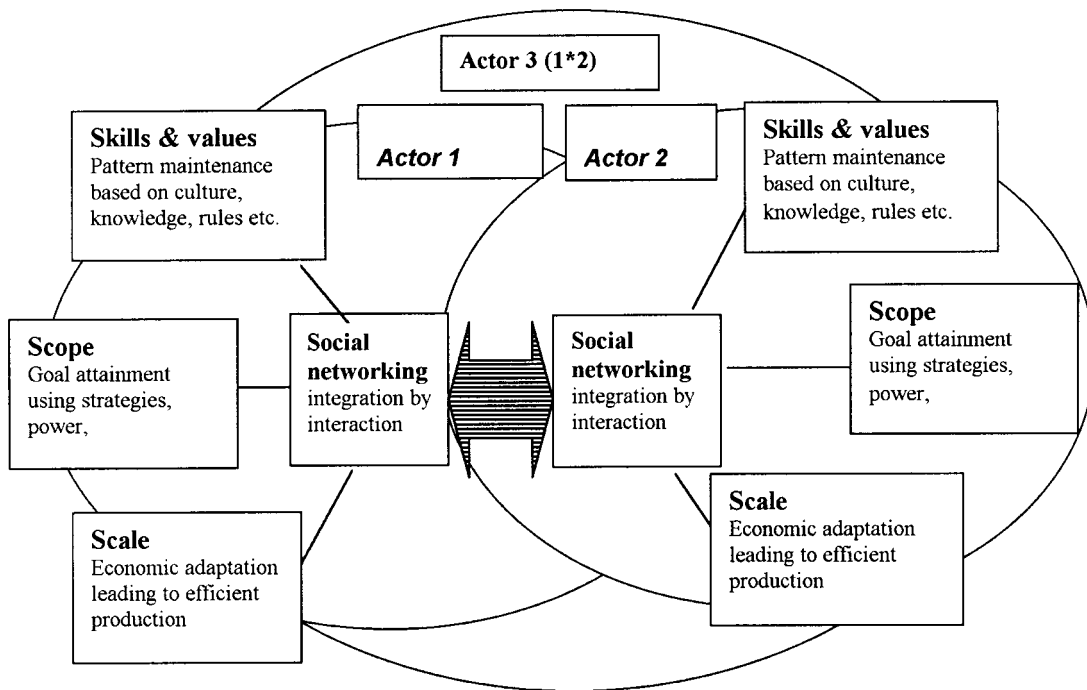 Actor 3 (1*2)
Actor 1
Actor 2
Skills & values
Pattern maintenance
based on culture,
knowledge, rules etc.
Skills & values
Pattern maintenance
based on culture,
knowledge, rules etc.
Scope
Goal attainment
using strategies,
power,
Social
networking
integration by
interaction
Social
networking
integration by
interaction
Scope
Goal attainment
using strategies,
power,
Scale
Economic adaptation
leading to efficient
production
Scale
Economic adaptation
leading to efficient
production